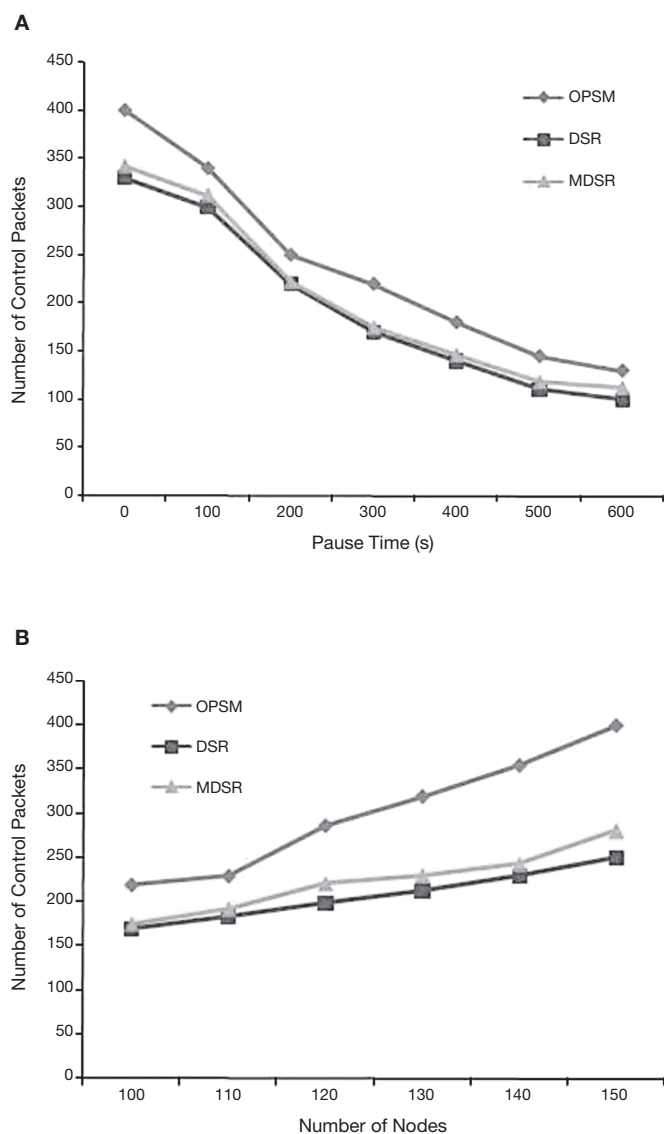 A
450
400
350
300
250
200
150
100
50
0
Number of Control Packets
OPSM
DSR
MDSR
0 100 200 300 400 500 600
Pause Time (s)
B
450
400
350
300
250
200
150
100
50
0
Number of Control Packets
OPSM
DSR
MDSR
100 110 120 130 140 150
Number of Nodes